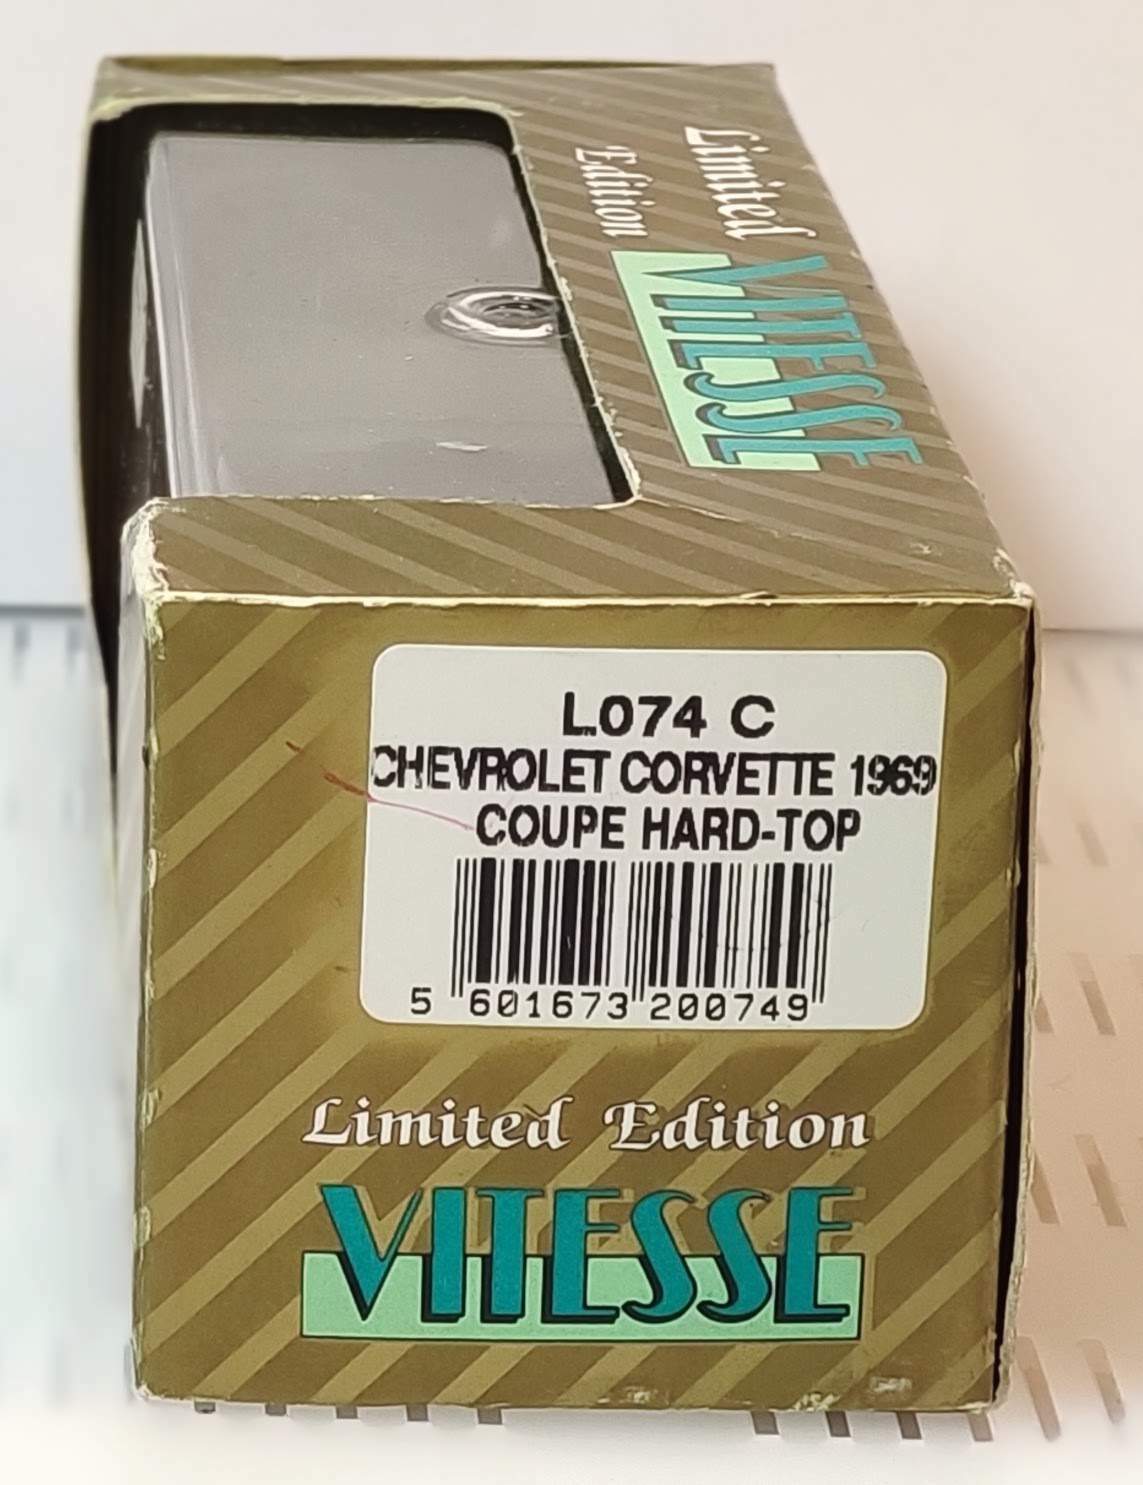 Limited
Edition
VITESSE
L074 C
CHEVROLET CORVETTE 1969
COUPE HARD-TOP
5 601673 200749
Limited Edition
VITESSE